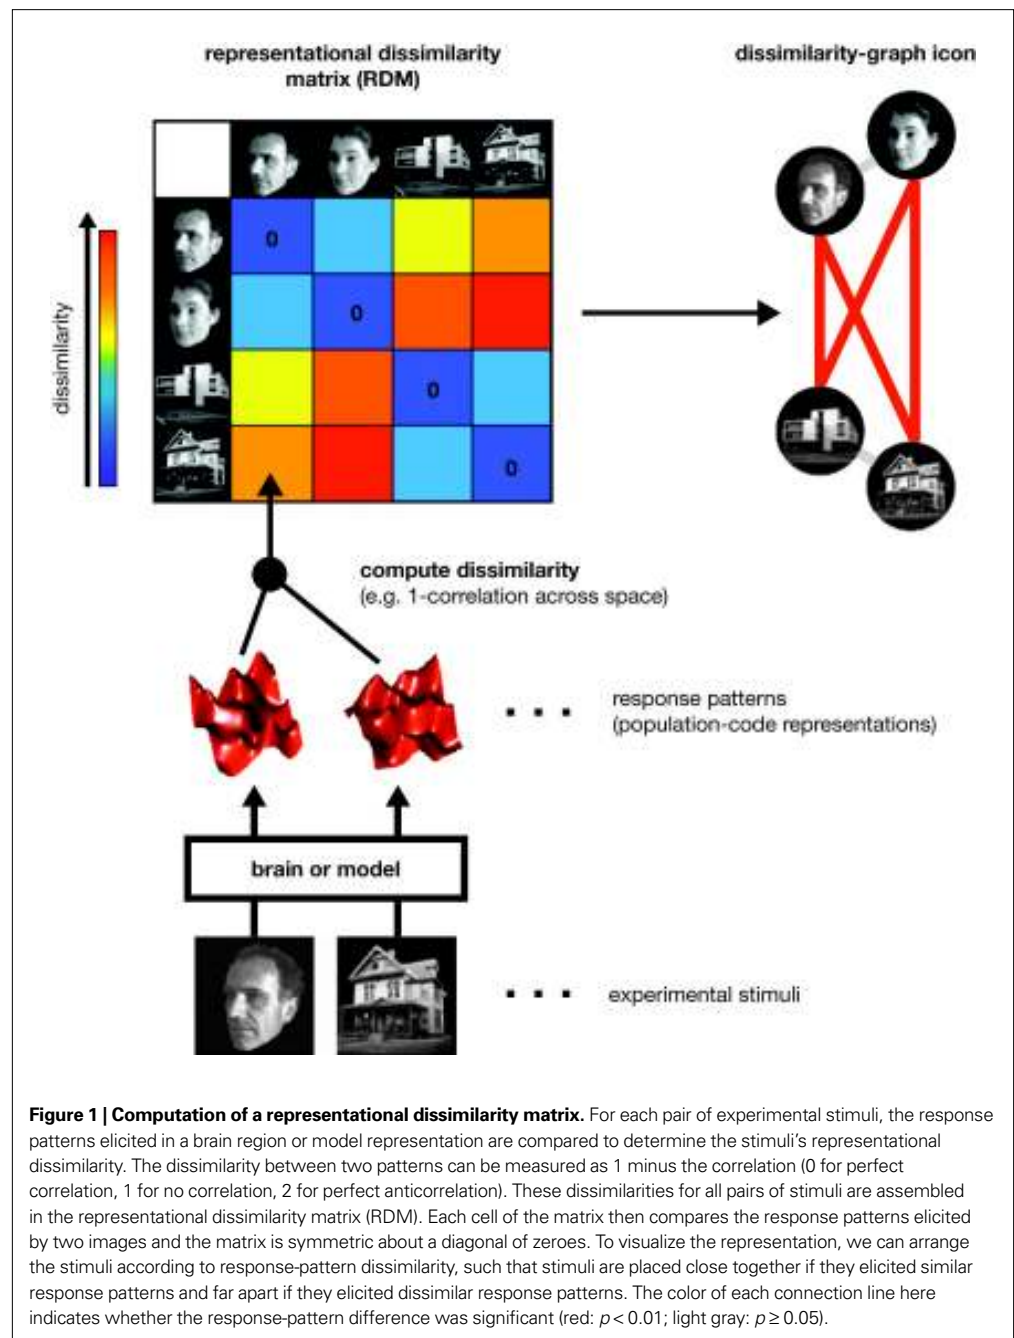 representational dissimilarity
matrix (RDM)
dissimilarity-graph icon
dissimilarity
0
0
0
0
compute dissimilarity
(e.g. 1-correlation across space)
response patterns
(population-code representations)
brain or model
experimental stimuli
Figure 1 | Computation of a representational dissimilarity matrix. For each pair of experimental stimuli, the response
patterns elicited in a brain region or model representation are compared to determine the stimuli's representational
dissimilarity. The dissimilarity between two patterns can be measured as 1 minus the correlation (0 for perfect
correlation, 1 for no correlation, 2 for perfect anticorrelation). These dissimilarities for all pairs of stimuli are assembled
in the representational dissimilarity matrix (RDM). Each cell of the matrix then compares the response patterns elicited
by two images and the matrix is symmetric about a diagonal of zeroes. To visualize the representation, we can arrange
the stimuli according to response-pattern dissimilarity, such that stimuli are placed close together if they elicited similar
response patterns and far apart if they elicited dissimilar response patterns. The color of each connection line here
indicates whether the response-pattern difference was significant (red: p < 0.01; light gray: p ≥ 0.05).